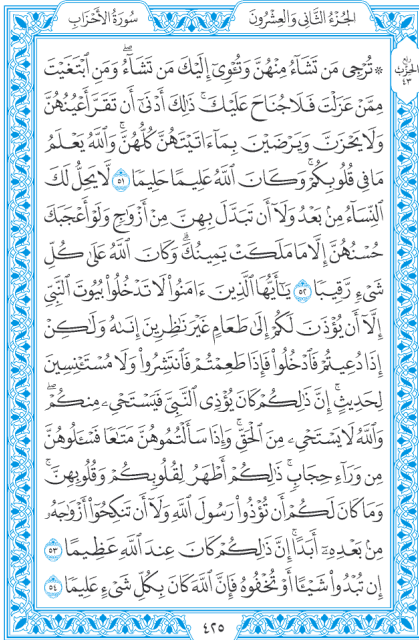 الجزء الثاني والعشرون
سورة الأحزاب
ربع
الحزب
٤٣
۞ تُرْجِي مَن تَشَآءُ مِنْهُنَّ وَتُـْٔوِيٓ إِلَيْكَ مَن تَشَآءُۖ وَمَنِ ٱبْتَغَيْتَ
مِمَّنْ عَزَلْتَ فَلَا جُنَاحَ عَلَيْكَۚ ذَٰلِكَ أَدْنَىٰٓ أَن تَقَرَّ أَعْيُنُهُنَّ
وَلَا يَحْزَنَّ وَيَرْضَيْنَ بِمَآ ءَاتَيْتَهُنَّ كُلُّهُنَّۚ وَٱللَّهُ يَعْلَمُ
مَا فِي قُلُوبِكُمْۚ وَكَانَ ٱللَّهُ عَلِيمًا حَلِيمًا ٥١ لَّا يَحِلُّ لَكَ
ٱلنِّسَآءُ مِنۢ بَعْدُ وَلَآ أَن تَبَدَّلَ بِهِنَّ مِنْ أَزْوَٰجٍ وَلَوْ أَعْجَبَكَ
حُسْنُهُنَّ إِلَّا مَا مَلَكَتْ يَمِينُكَۗ وَكَانَ ٱللَّهُ عَلَىٰ كُلِّ
شَيْءٍ رَّقِيبًا ٥٢ يَـٰٓأَيُّهَا ٱلَّذِينَ ءَامَنُوا۟ لَا تَدْخُلُوا۟ بُيُوتَ ٱلنَّبِيِّ
إِلَّآ أَن يُؤْذَنَ لَكُمْ إِلَىٰ طَعَامٍ غَيْرَ نَـٰظِرِينَ إِنَىٰهُ وَلَـٰكِنْ
إِذَا دُعِيتُمْ فَٱدْخُلُوا۟ فَإِذَا طَعِمْتُمْ فَٱنتَشِرُوا۟ وَلَا مُسْتَـْٔنِسِينَ
لِحَدِيثٍۚ إِنَّ ذَٰلِكُمْ كَانَ يُؤْذِي ٱلنَّبِيَّ فَيَسْتَحْيِۦ مِنكُمْۖ
وَٱللَّهُ لَا يَسْتَحْيِۦ مِنَ ٱلْحَقِّۚ وَإِذَا سَأَلْتُمُوهُنَّ مَتَـٰعًا فَسْـَٔلُوهُنَّ
مِن وَرَآءِ حِجَابٍۚ ذَٰلِكُمْ أَطْهَرُ لِقُلُوبِكُمْ وَقُلُوبِهِنَّۚ
وَمَا كَانَ لَكُمْ أَن تُؤْذُوا۟ رَسُولَ ٱللَّهِ وَلَآ أَن تَنكِحُوٓا۟ أَزْوَٰجَهُۥ
مِنۢ بَعْدِهِۦٓ أَبَدًاۚ إِنَّ ذَٰلِكُمْ كَانَ عِندَ ٱللَّهِ عَظِيمًا ٥٣
إِن تُبْدُوا۟ شَيْـًٔا أَوْ تُخْفُوهُ فَإِنَّ ٱللَّهَ كَانَ بِكُلِّ شَيْءٍ عَلِيمًا ٥٤
٤٢٥